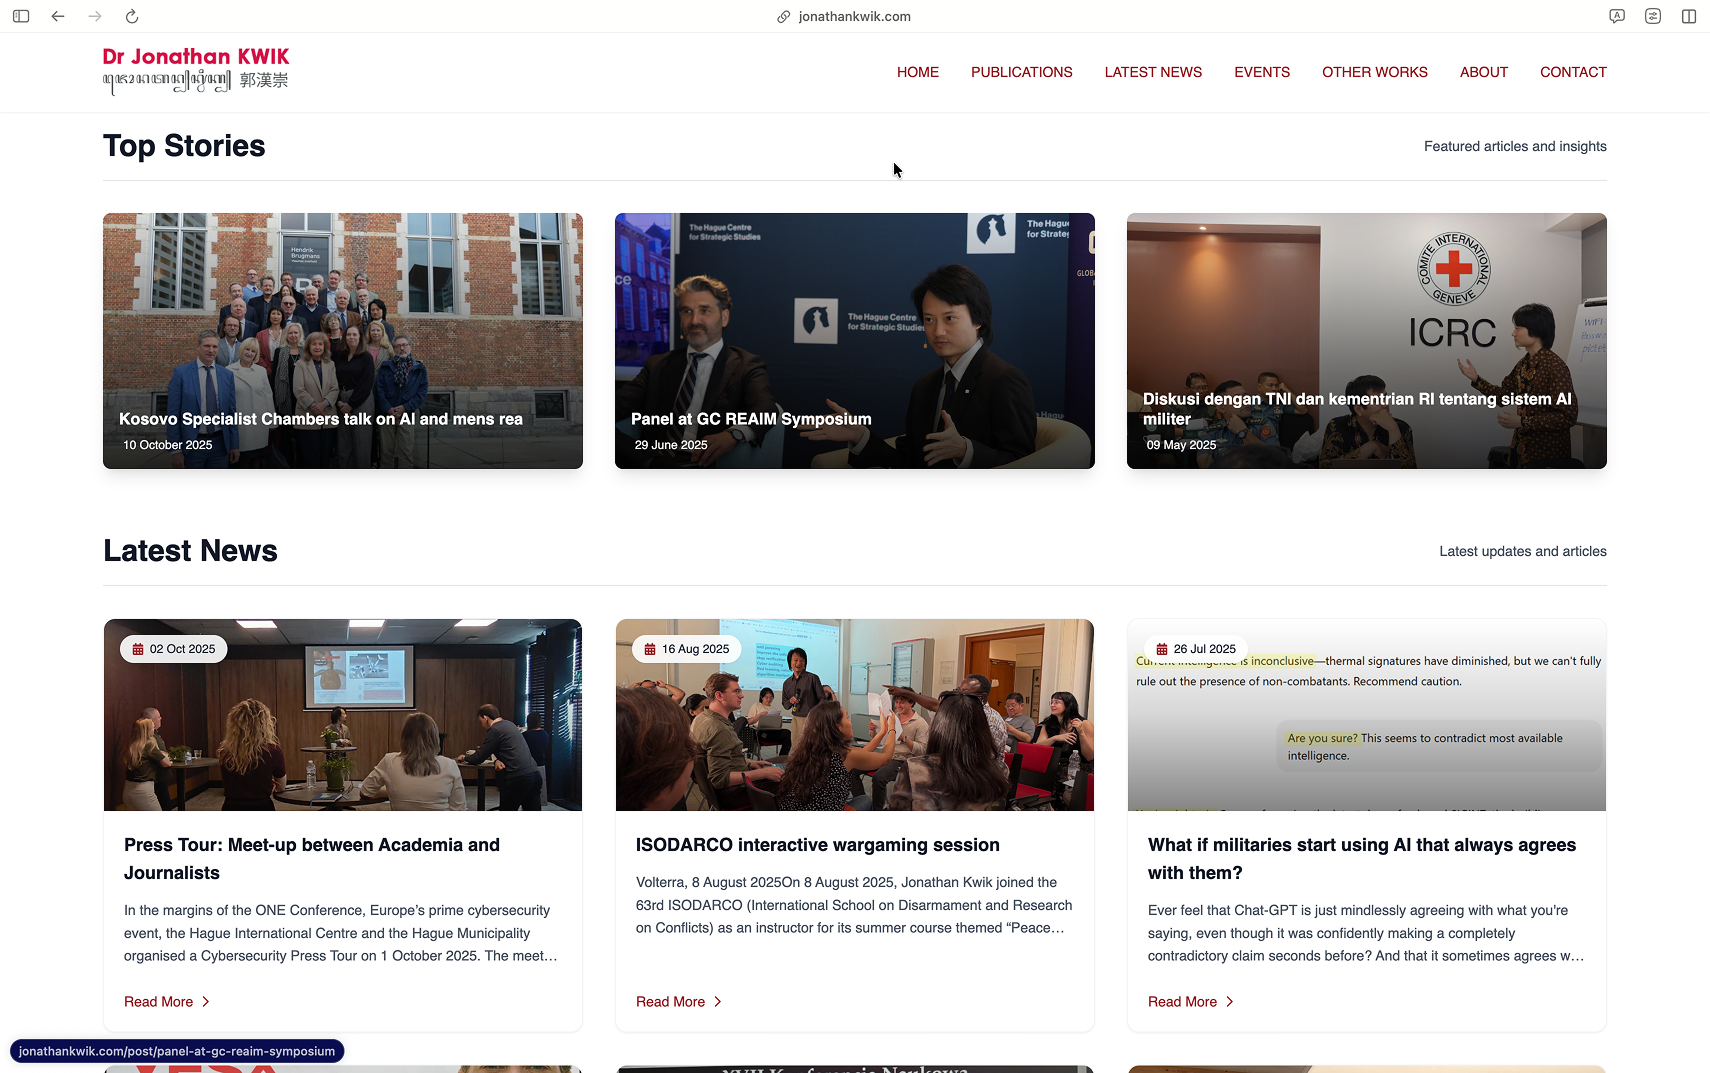 jonathankwik.com
Dr Jonathan KWIK
郭漢崇
HOME
PUBLICATIONS
LATEST NEWS
EVENTS
OTHER WORKS
ABOUT
CONTACT
Top Stories
Featured articles and insights
Hendrik
Brugmans
Kosovo Specialist Chambers talk on AI and mens rea
10 October 2025
The Hague Centre
for Strategic Studies
The Hague Centre
for Strategic Studies
Panel at GC REAIM Symposium
29 June 2025
COMITE INTERNATIONAL
GENEVE
ICRC
Diskusi dengan TNI dan kementrian RI tentang sistem AI
militer
09 May 2025
Latest News
Latest updates and articles
02 Oct 2025
Press Tour: Meet-up between Academia and
Journalists
In the margins of the ONE Conference, Europe’s prime cybersecurity
event, the Hague International Centre and the Hague Municipality
organised a Cybersecurity Press Tour on 1 October 2025. The meet…
Read More
16 Aug 2025
ISODARCO interactive wargaming session
Volterra, 8 August 2025On 8 August 2025, Jonathan Kwik joined the
63rd ISODARCO (International School on Disarmament and Research
on Conflicts) as an instructor for its summer course themed “Peace…
Read More
26 Jul 2025
Current intelligence is inconclusive—thermal signatures have diminished, but we can't fully
rule out the presence of non-combatants. Recommend caution.
Are you sure? This seems to contradict most available
intelligence.
What if militaries start using AI that always agrees
with them?
Ever feel that Chat-GPT is just mindlessly agreeing with what you're
saying, even though it was confidently making a completely
contradictory claim seconds before? And that it sometimes agrees w…
Read More
jonathankwik.com/post/panel-at-gc-reaim-symposium